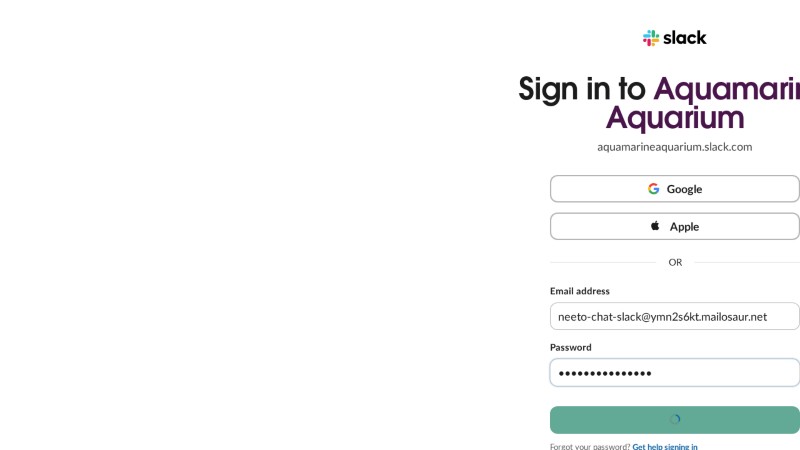 slack
Sign in to Aquamarin
Aquarium
aquamarineaquarium.slack.com
Google
Apple
OR
Email address
neeto-chat-slack@ymn2s6kt.mailosaur.net
Password
•••••••••••••••
Forgot your password? Get help signing in